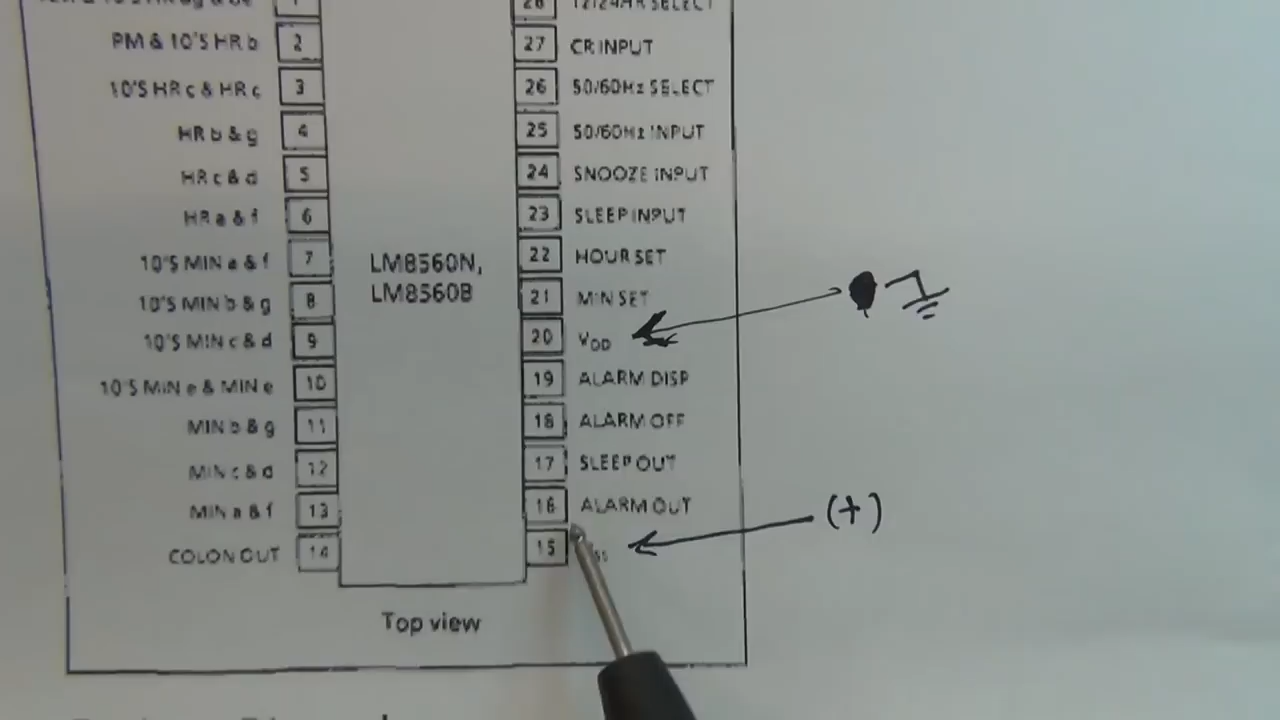 PM & 10'S HR b 2
10'S HR c & HR c 3
HR b & g 4
HR c & d 5
HR a & f 6
10'S MIN a & f 7
10'S MIN b & g 8
10'S MIN c & d 9
10'S MIN e & MIN e 10
MIN b & g 11
MIN c & d 12
MIN a & f 13
COLON OUT 14
LM8560N,
LM8560B
28 12/24HR SELECT
27 CR INPUT
26 50/60Hz SELECT
25 50/60Hz INPUT
24 SNOOZE INPUT
23 SLEEP INPUT
22 HOUR SET
21 MIN SET
20 VDD
19 ALARM DISP
18 ALARM OFF
17 SLEEP OUT
16 ALARM OUT
15
(+)
Top view